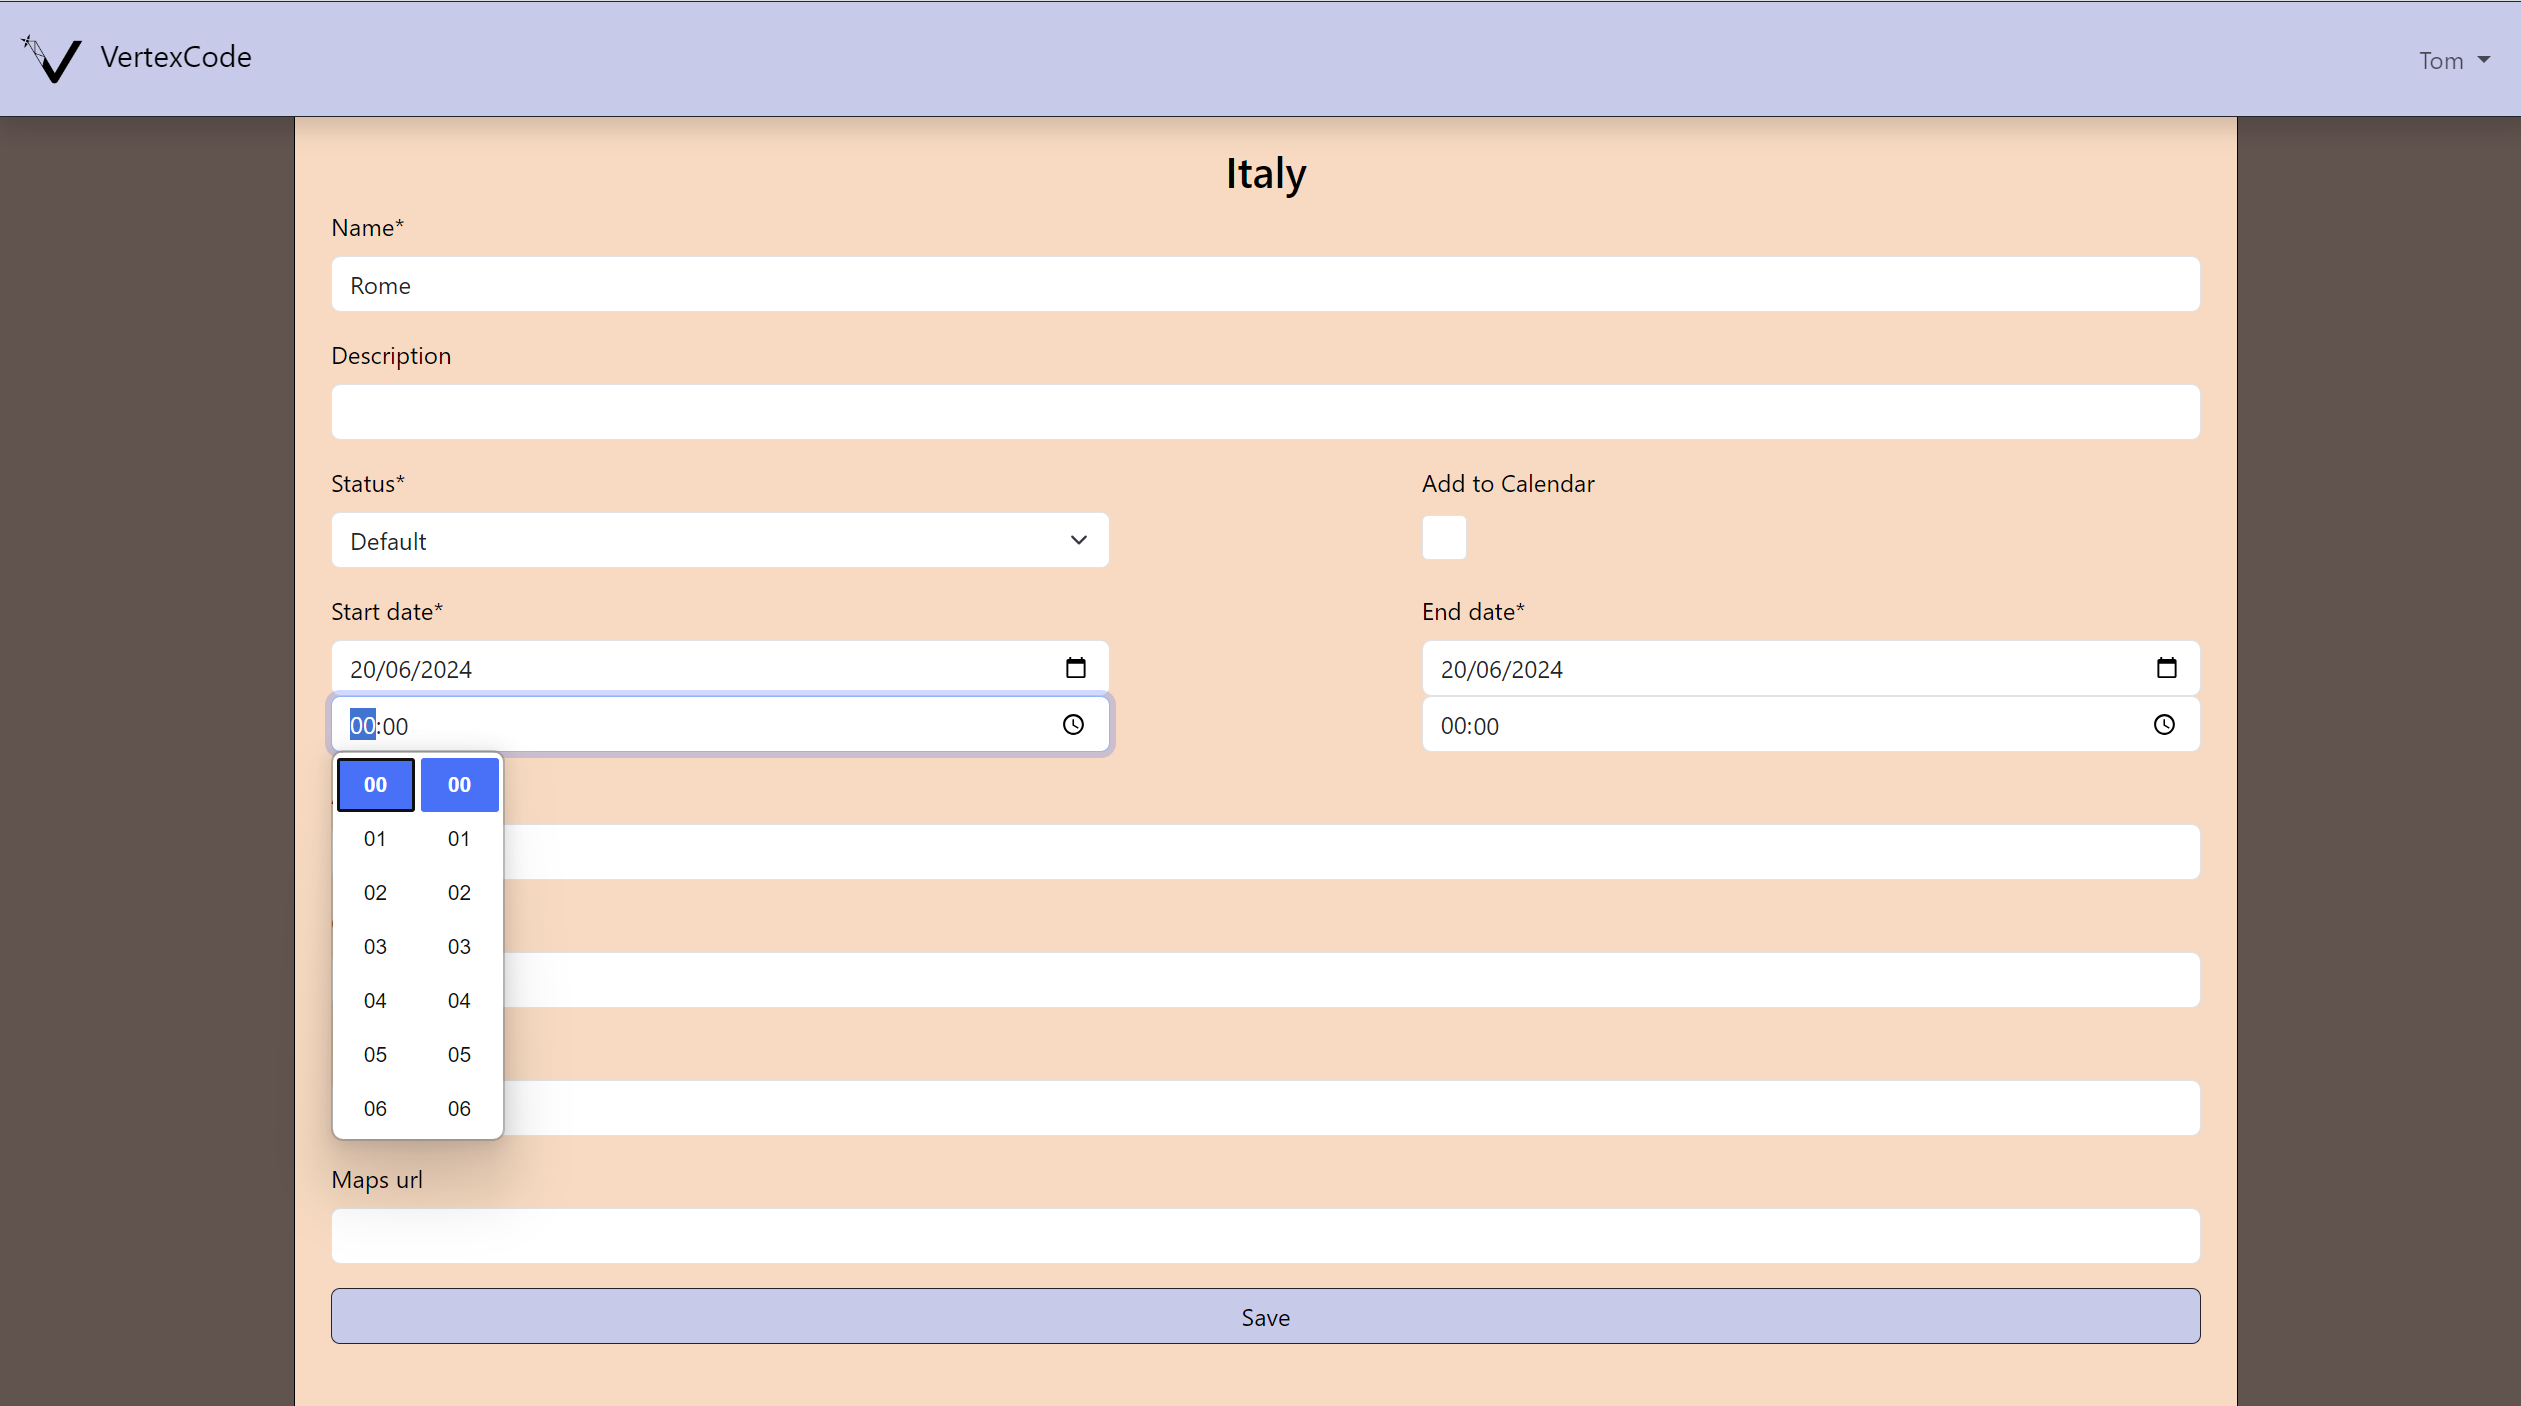 VertexCode
Tom
Italy
Name*
Rome
Description
Status*
Add to Calendar
Default
Start date*
End date*
20/06/2024
20/06/2024
00:00
00:00
00 00
01 01
02 02
03 03
04 04
05 05
06 06
Maps url
Save